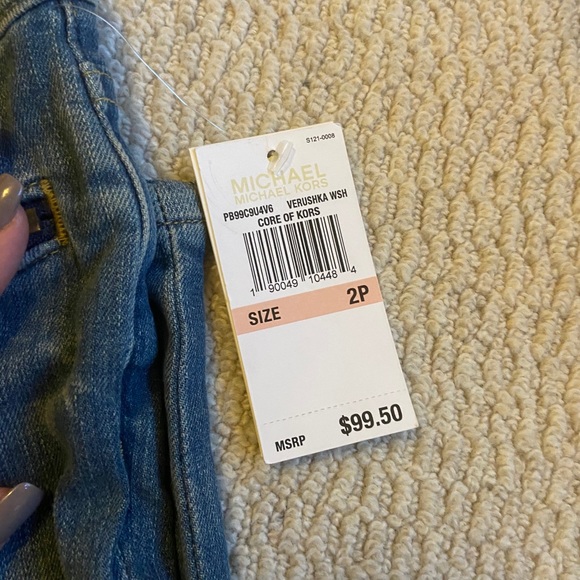 S121-0008
MICHAEL
MICHAEL KORS
PB99C9U4V6 VERUSHKA WSH
CORE OF KORS
1 90049 10448 4
SIZE 2P
MSRP $99.50